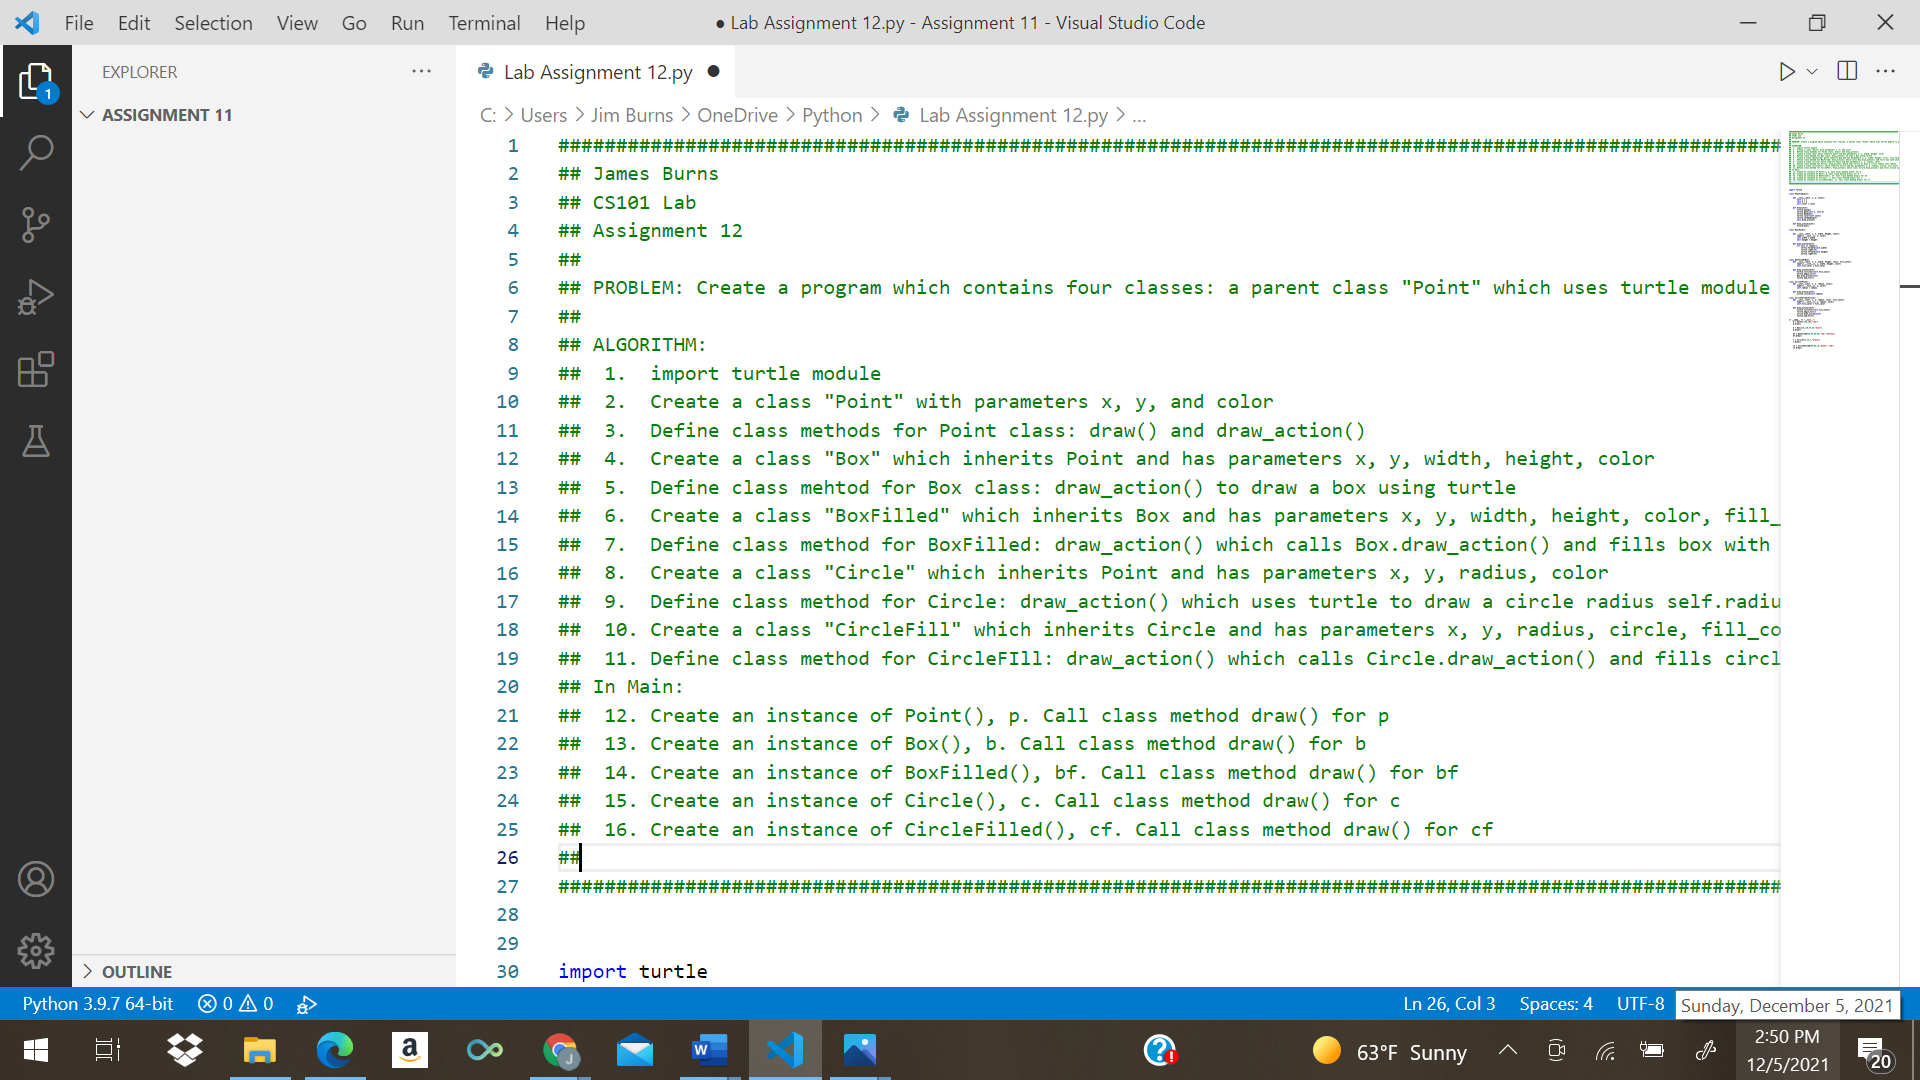 File Edit Selection View Go Run Terminal Help
● Lab Assignment 12.py - Assignment 11 - Visual Studio Code
EXPLORER
ASSIGNMENT 11
Lab Assignment 12.py
C: > Users > Jim Burns > OneDrive > Python > Lab Assignment 12.py > ...
1 ##########################################################################################################
2 ## James Burns
3 ## CS101 Lab
4 ## Assignment 12
5 ##
6 ## PROBLEM: Create a program which contains four classes: a parent class "Point" which uses turtle module
7 ##
8 ## ALGORITHM:
9 ##  1.  import turtle module
10 ##  2.  Create a class "Point" with parameters x, y, and color
11 ##  3.  Define class methods for Point class: draw() and draw_action()
12 ##  4.  Create a class "Box" which inherits Point and has parameters x, y, width, height, color
13 ##  5.  Define class mehtod for Box class: draw_action() to draw a box using turtle
14 ##  6.  Create a class "BoxFilled" which inherits Box and has parameters x, y, width, height, color, fill_
15 ##  7.  Define class method for BoxFilled: draw_action() which calls Box.draw_action() and fills box with
16 ##  8.  Create a class "Circle" which inherits Point and has parameters x, y, radius, color
17 ##  9.  Define class method for Circle: draw_action() which uses turtle to draw a circle radius self.radiu
18 ##  10. Create a class "CircleFill" which inherits Circle and has parameters x, y, radius, circle, fill_co
19 ##  11. Define class method for CircleFIll: draw_action() which calls Circle.draw_action() and fills circl
20 ## In Main:
21 ##  12. Create an instance of Point(), p. Call class method draw() for p
22 ##  13. Create an instance of Box(), b. Call class method draw() for b
23 ##  14. Create an instance of BoxFilled(), bf. Call class method draw() for bf
24 ##  15. Create an instance of Circle(), c. Call class method draw() for c
25 ##  16. Create an instance of CircleFilled(), cf. Call class method draw() for cf
26 ##
27 ##########################################################################################################
28
29
30 import turtle
OUTLINE
Python 3.9.7 64-bit 0 0
Ln 26, Col 3 Spaces: 4 UTF-8 Sunday, December 5, 2021
63°F Sunny
2:50 PM
12/5/2021
20